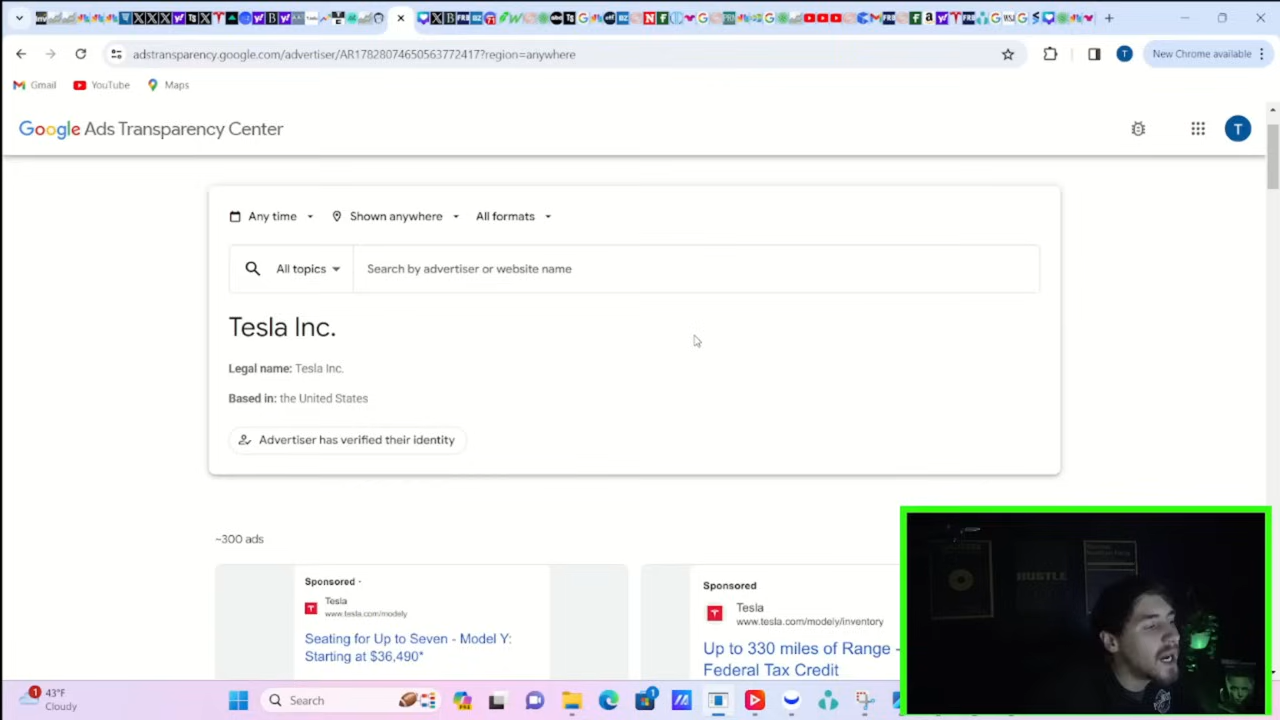 adstransparency.google.com/advertiser/AR17828074650563772417?region=anywhere
New Chrome available
Gmail
YouTube
Maps
Google Ads Transparency Center
T
Any time
Shown anywhere
All formats
All topics
Search by advertiser or website name
Tesla Inc.
Legal name: Tesla Inc.
Based in: the United States
Advertiser has verified their identity
~300 ads
Sponsored ·
Tesla
www.tesla.com/modely
Seating for Up to Seven - Model Y:
Starting at $36,490*
Sponsored
Tesla
www.tesla.com/modely/inventory
Up to 330 miles of Range -
Federal Tax Credit
HUSTLE
1
43°F
Cloudy
Search
1